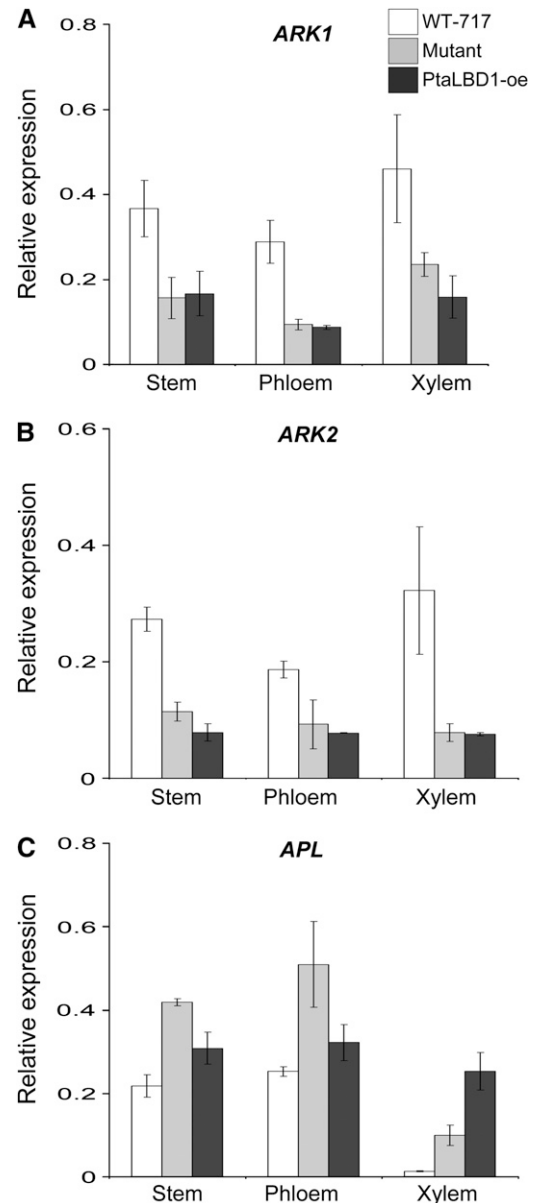 A
ARK1
WT-717
Mutant
PtaLBD1-oe
Relative expression
0.8
0.6
0.4
0.2
0
Stem Phloem Xylem
B
ARK2
Relative expression
0.6
0.4
0.2
0
Stem Phloem Xylem
C
APL
Relative expression
0.8
0.6
0.4
0.2
0
Stem Phloem Xylem